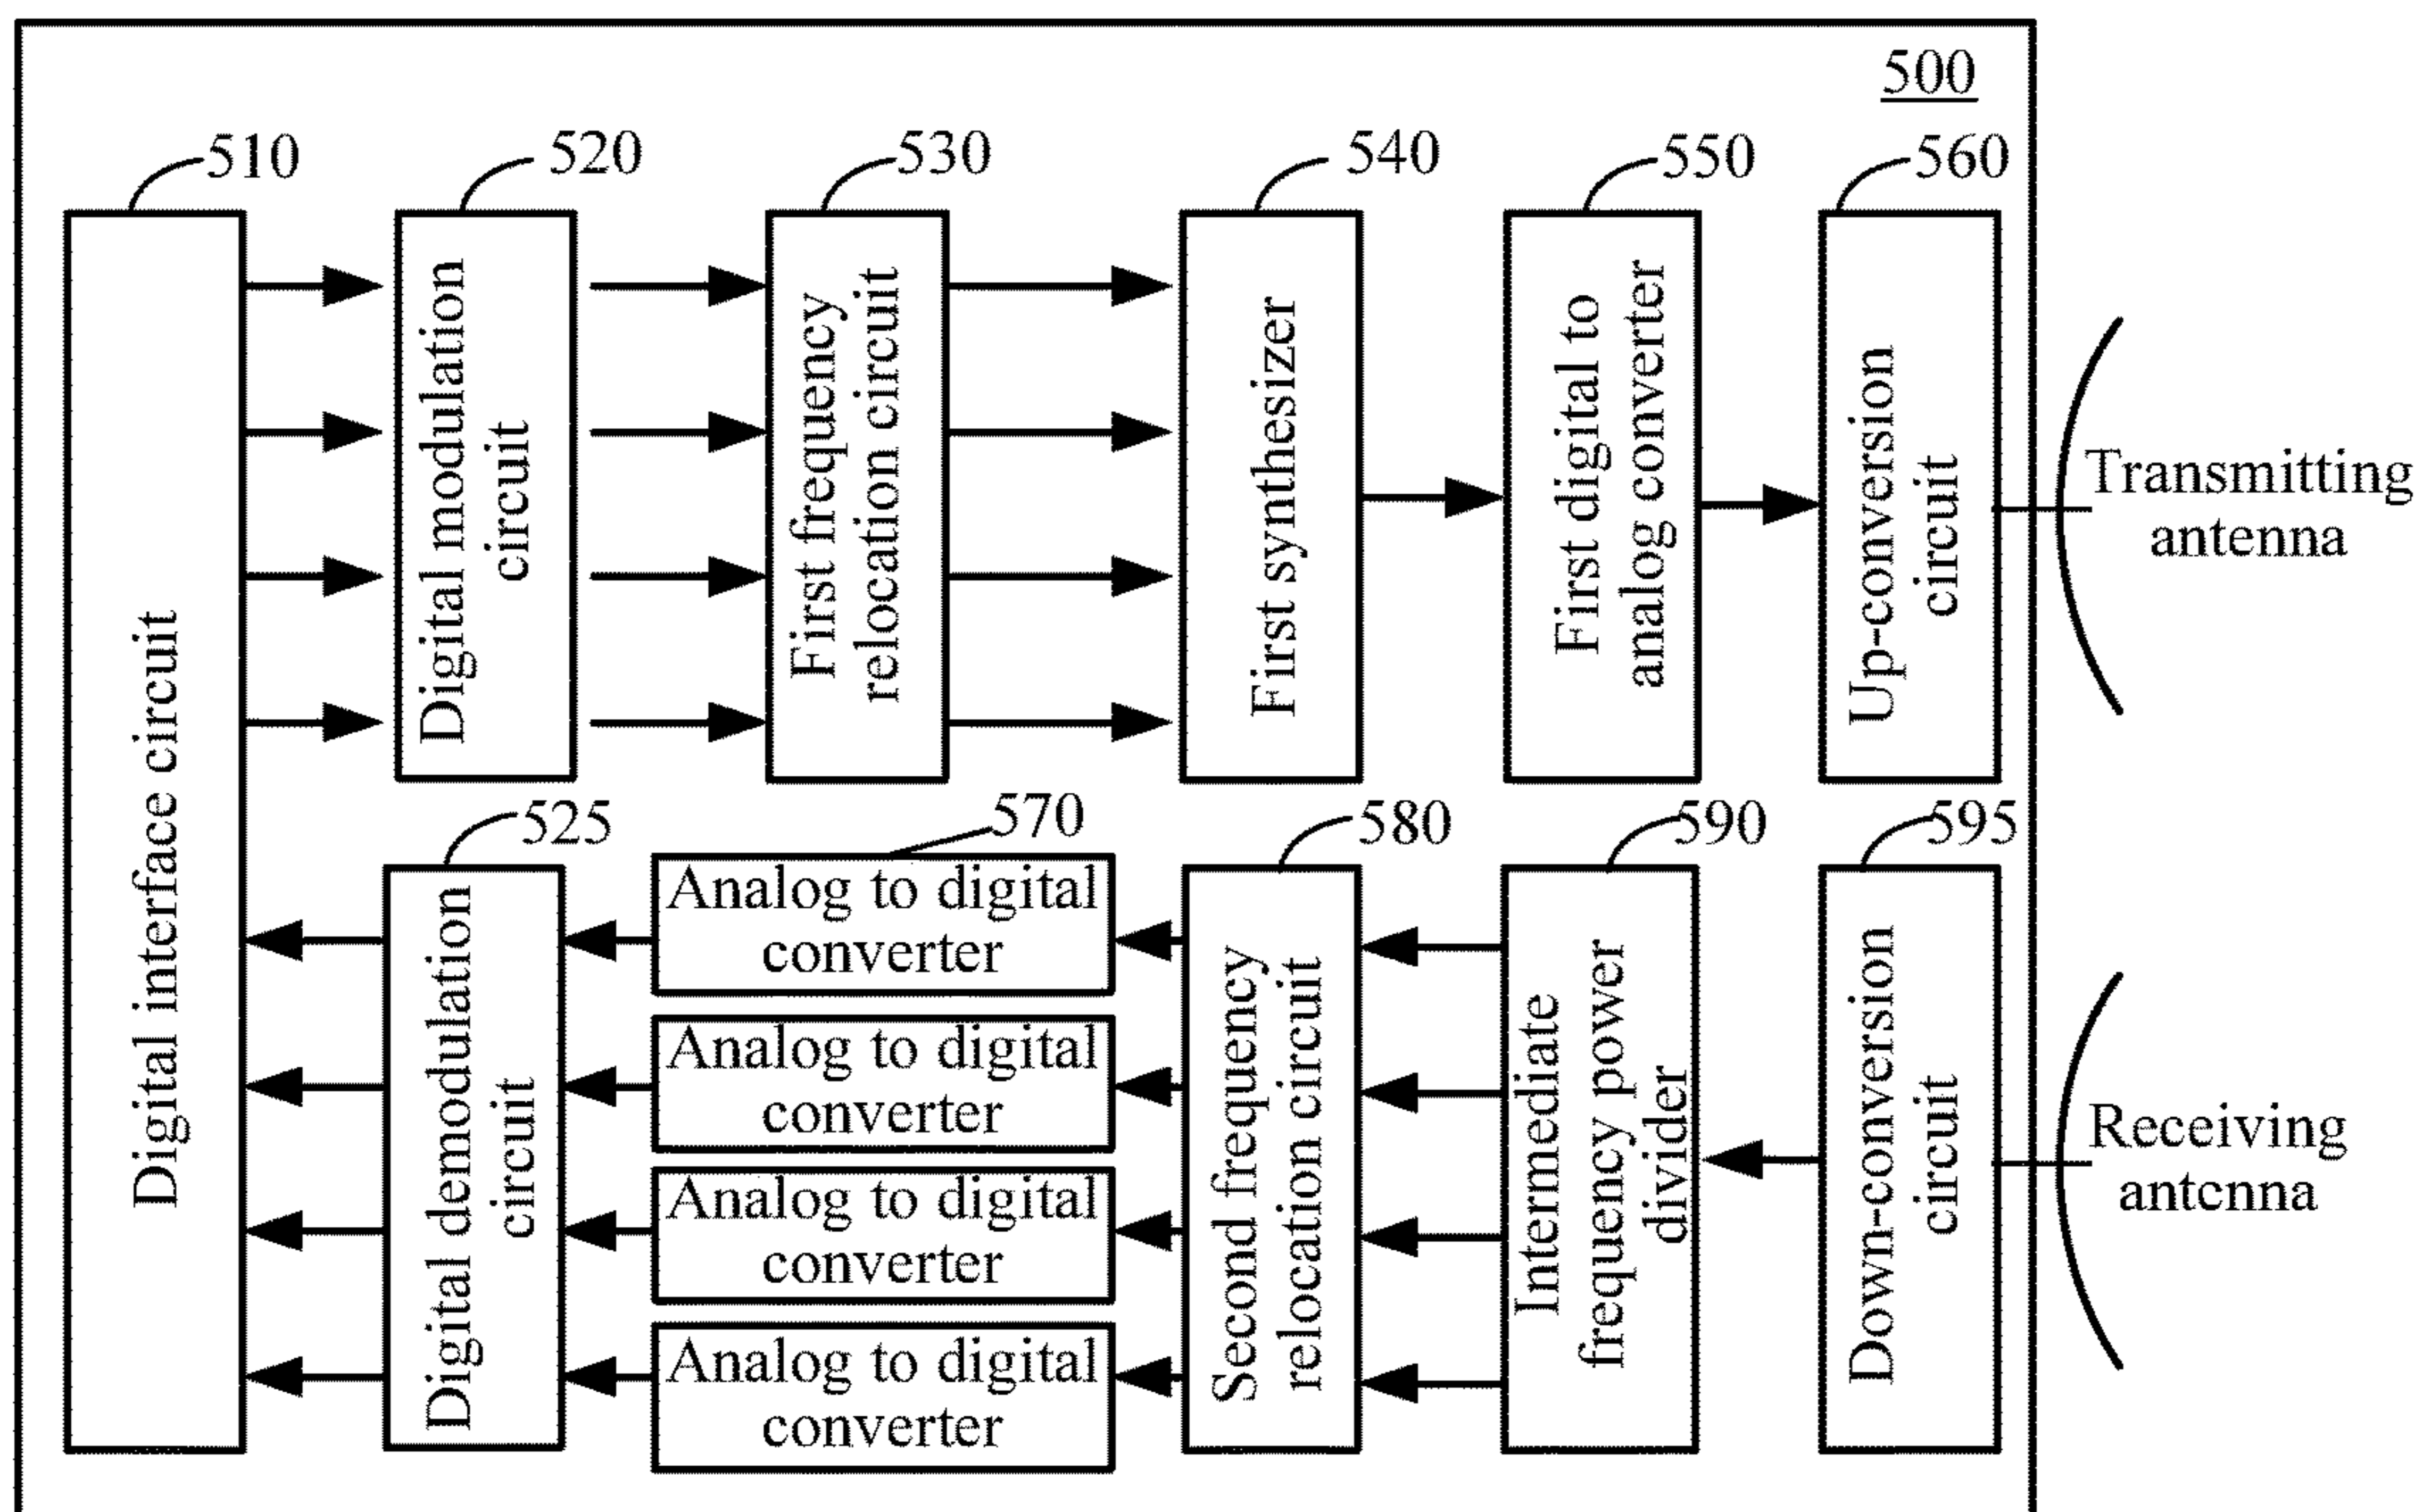 500
510
520
530
540
550
560
Digital interface circuit
Digital modulation
circuit
First frequency
relocation circuit
First synthesizer
First digital to
analog converter
Up-conversion
circuit
Transmitting
antenna
525
570
580
590
595
Digital demodulation
circuit
Analog to digital
converter
Analog to digital
converter
Analog to digital
converter
Analog to digital
converter
Second frequency
relocation circuit
Intermediate
frequency power
divider
Down-conversion
circuit
Receiving
antenna